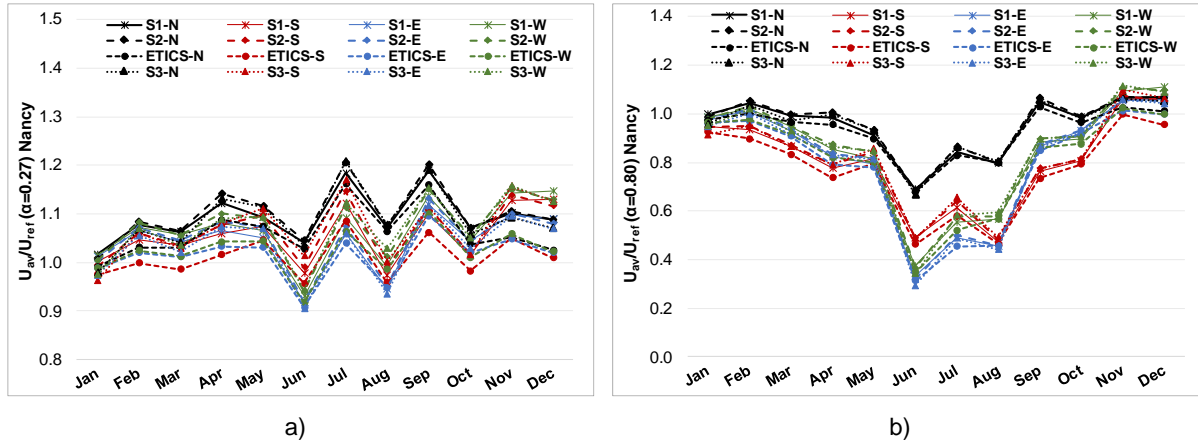 U_av/U_ref (α=0.27) Nancy
1.5
1.4
1.3
1.2
1.1
1.0
0.9
0.8
S1-N S1-S S1-E S1-W
S2-N S2-S S2-E S2-W
ETICS-N ETICS-S ETICS-E ETICS-W
S3-N S3-S S3-E S3-W
Jan Feb Mar Apr May Jun Jul Aug Sep Oct Nov Dec
a)
U_av/U_ref (α=0.80) Nancy
1.4
1.2
1.0
0.8
0.6
0.4
0.2
0.0
S1-N S1-S S1-E S1-W
S2-N S2-S S2-E S2-W
ETICS-N ETICS-S ETICS-E ETICS-W
S3-N S3-S S3-E S3-W
Jan Feb Mar Apr May Jun Jul Aug Sep Oct Nov Dec
b)